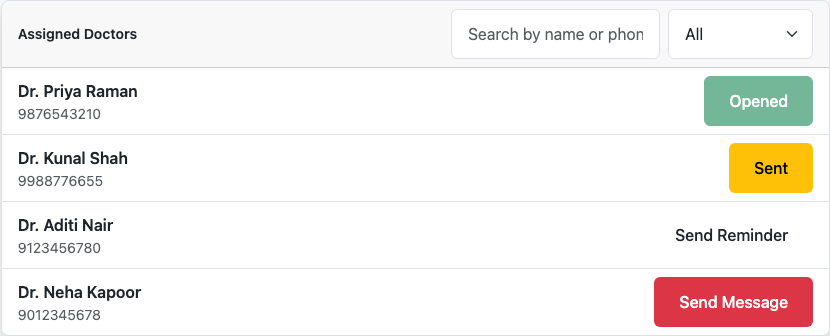 Assigned Doctors
Search by name or phon
All
Dr. Priya Raman
9876543210
Opened
Dr. Kunal Shah
9988776655
Sent
Dr. Aditi Nair
9123456780
Send Reminder
Dr. Neha Kapoor
9012345678
Send Message